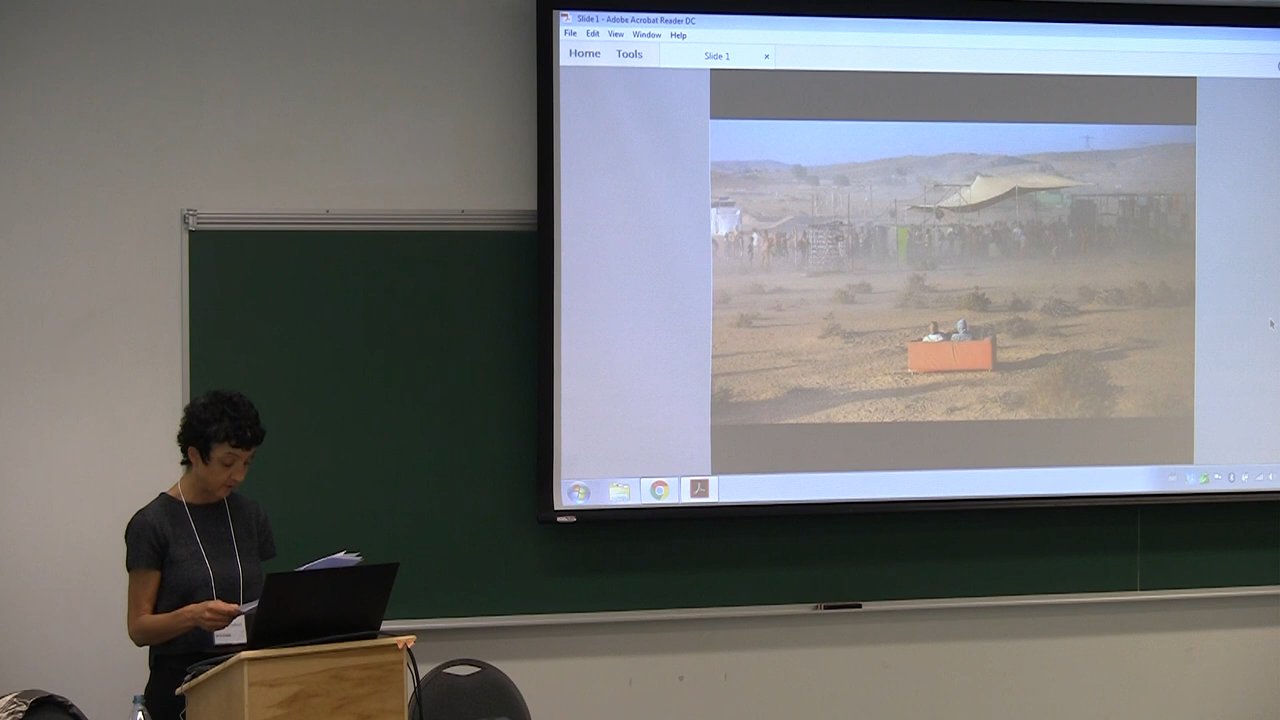 Slide 1 - Adobe Acrobat Reader DC
File Edit View Window Help
Home Tools Slide 1 ×